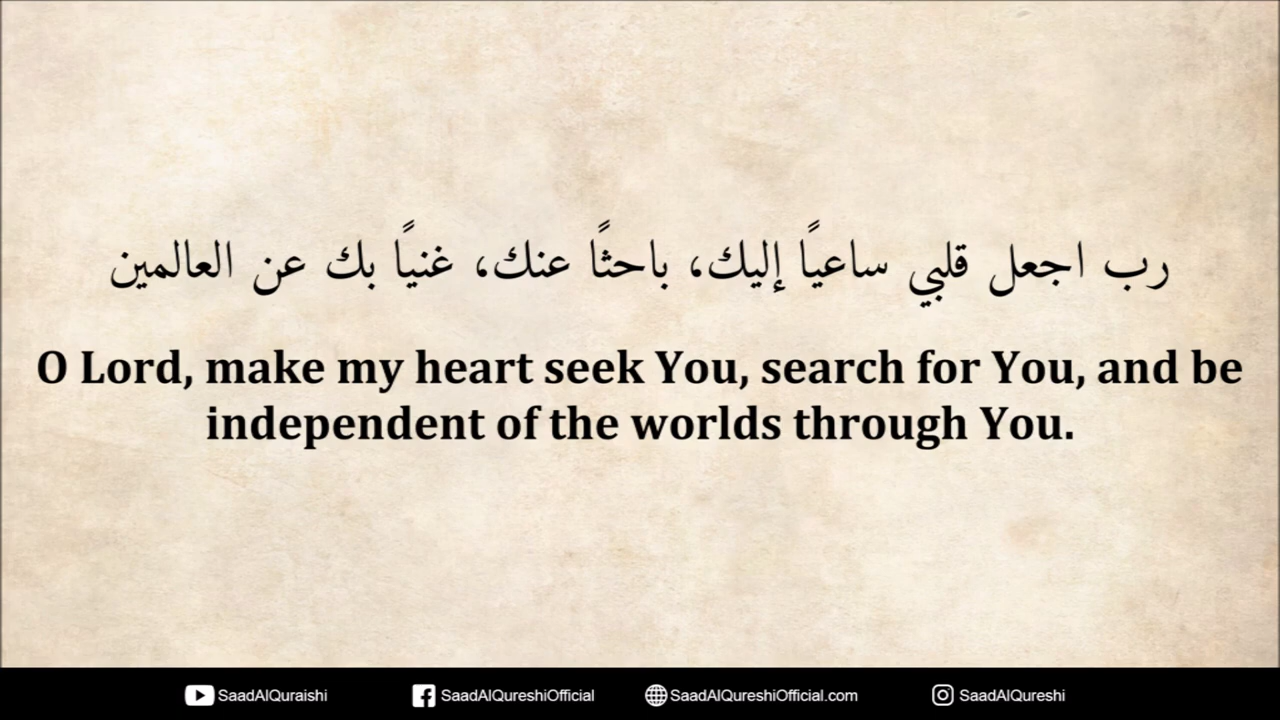 رب اجعل قلبي ساعياً إليك، باحثاً عنك، غنياً بك عن العالمين
O Lord, make my heart seek You, search for You, and be
independent of the worlds through You.
SaadAlQuraishi SaadAlQureshiOfficial SaadAlQureshiOfficial.com SaadAlQureshi